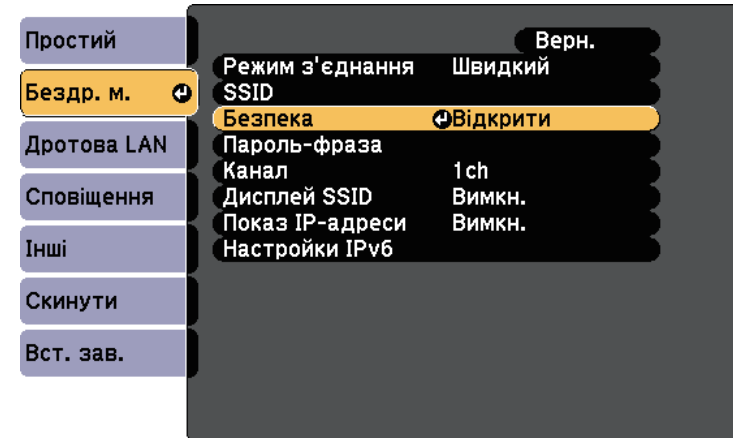 Простий
Бездр. м.
Дротова LAN
Сповіщення
Інші
Скинути
Вст. зав.
Верн.
Режим з'єднання Швидкий
SSID
Безпека Відкрити
Пароль-фраза
Канал 1ch
Дисплей SSID Вимкн.
Показ IP-адреси Вимкн.
Настройки IPv6